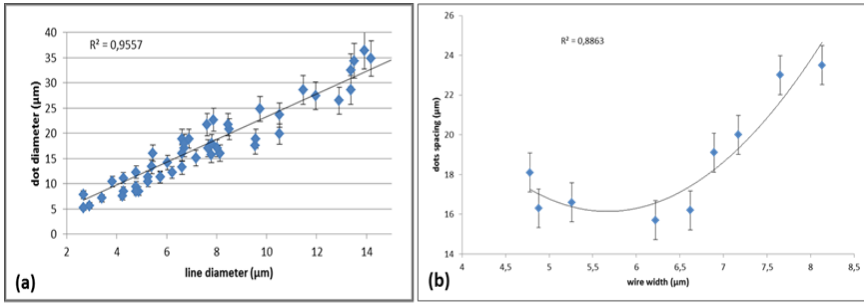 40
35
30
25
20
15
10
5
0
R² = 0,9557
dot diameter (µm)
2 4 6 8 10 12 14
line diameter (µm)
(a)
26
24
22
20
18
16
14
R² = 0,8863
dots spacing (µm)
4 4,5 5 5,5 6 6,5 7 7,5 8 8,5
wire width (µm)
(b)